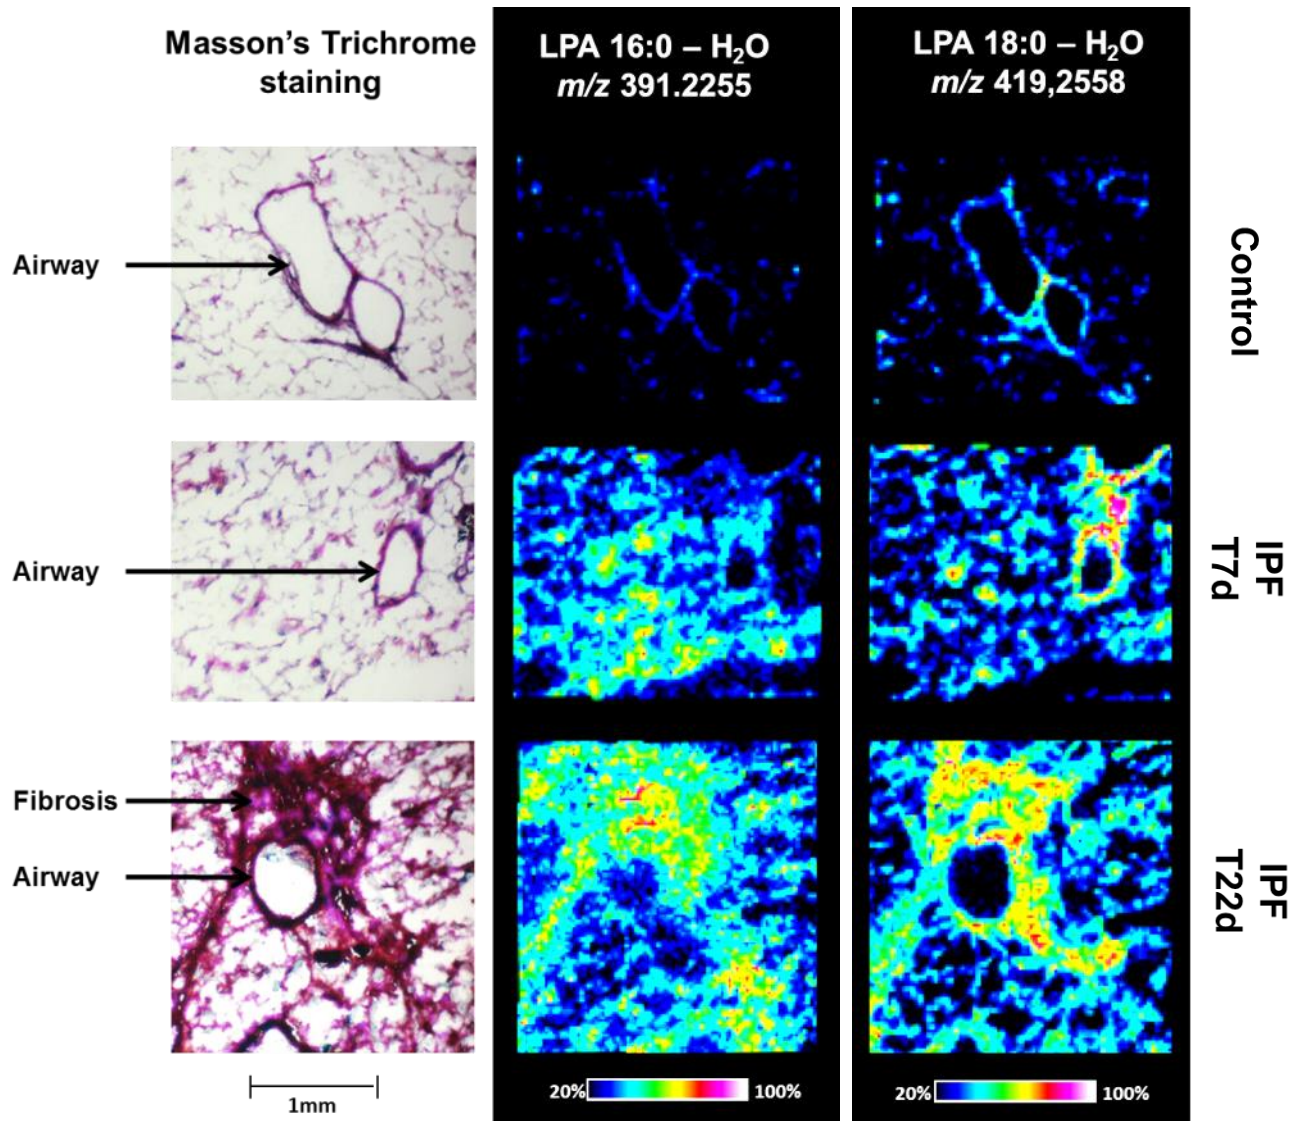 Masson's Trichrome
staining
LPA 16:0 – H₂O
m/z 391.2255
LPA 18:0 – H₂O
m/z 419,2558
Airway
Control
Airway
IPF
T7d
Fibrosis
Airway
IPF
T22d
1mm
20% 100%
20% 100%